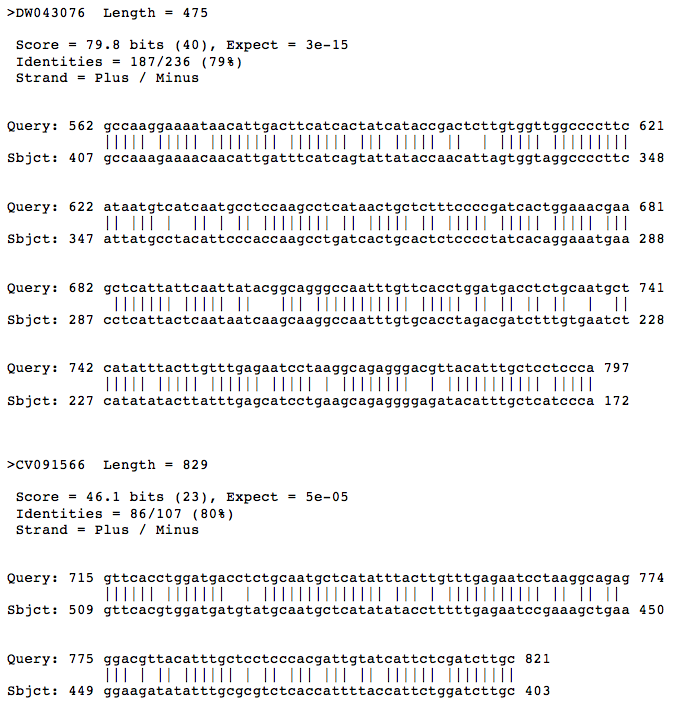 >DW043076  Length = 475
Score = 79.8 bits (40), Expect = 3e-15
Identities = 187/236 (79%)
Strand = Plus / Minus
Query: 562 gccaaggaaaataacattgacttcatcactatcataccgactcttgtggttggccccttc 621
Sbjct: 407 gccaaagaaaacaacattgatttcatcagtattataccaacattagtggtaggccccttc 348
Query: 622 ataatgtcatcaatgcctccaagcctcataactgctctttccccgatcactggaaacgaa 681
Sbjct: 347 attatgcctacattcccaccaagcctgatcactgcactctcccctatcacaggaaatgaa 288
Query: 682 gctcattattcaattatacggcagggccaatttgttcacctggatgacctctgcaatgct 741
Sbjct: 287 cctcattactcaataatcaagcaaggccaatttgtgcacctagacgatctttgtgaatct 228
Query: 742 catatttacttgtttgagaatcctaaggcagagggacgttacatttgctcctccca 797
Sbjct: 227 catatatacttatttgagcatcctgaagcagaggggagatacatttgctcatccca 172
>CV091566  Length = 829
Score = 46.1 bits (23), Expect = 5e-05
Identities = 86/107 (80%)
Strand = Plus / Minus
Query: 715 gttcacctggatgacctctgcaatgctcatatttacttgtttgagaatcctaaggcagag 774
Sbjct: 509 gttcacgtggatgatgtatgcaatgctcatatataccttttttgagaatccgaaagctgaa 450
Query: 775 ggacgttacatttgctcctcccacgattgtatcattctcgatcttgc 821
Sbjct: 449 ggaagatatatttgcgcgtctcaccattttaccattctggatcttgc 403